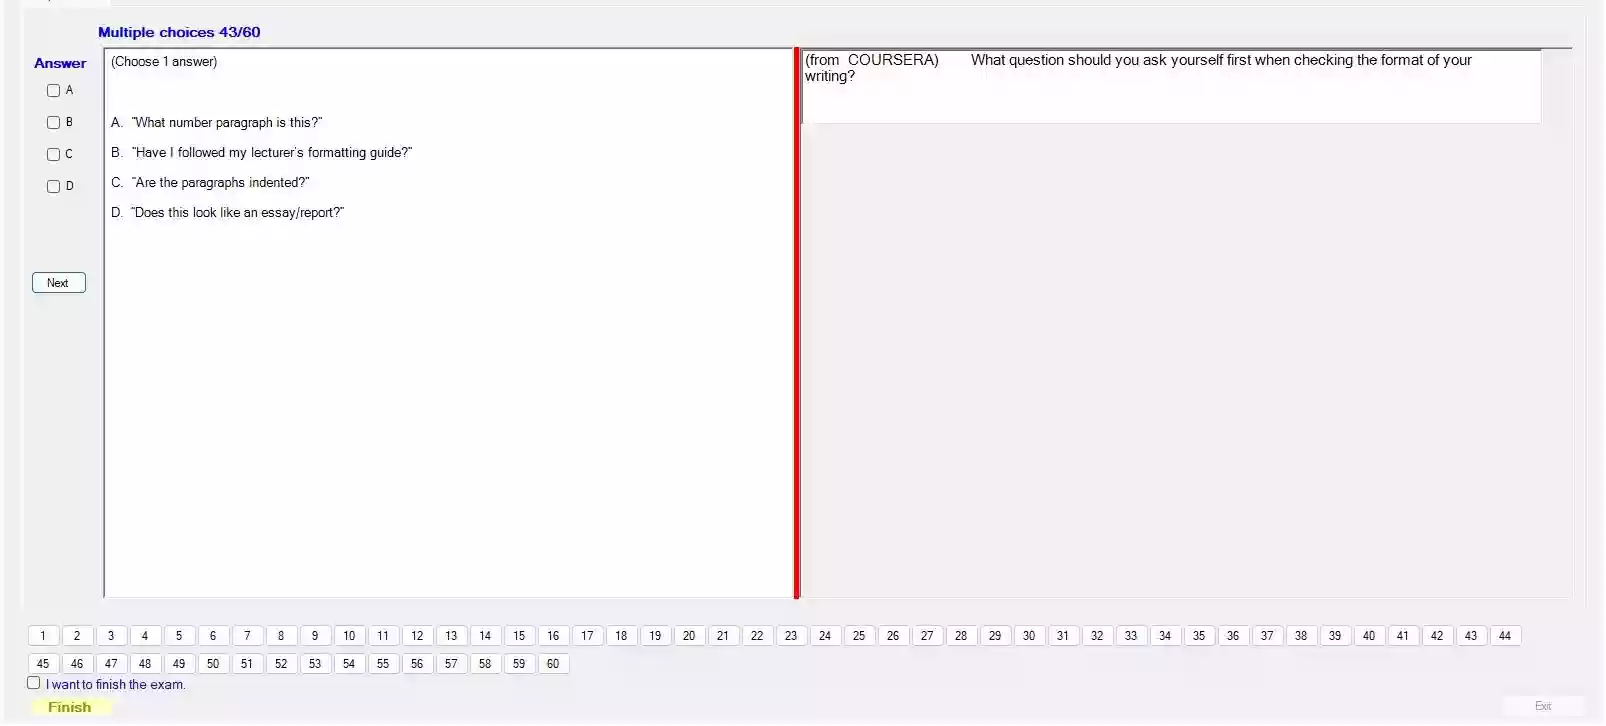 Multiple choices 43/60
Answer
A
B
C
D
Next
(Choose 1 answer)
A. "What number paragraph is this?"
B. "Have I followed my lecturer's formatting guide?"
C. "Are the paragraphs indented?"
D. "Does this look like an essay/report?"
(from COURSERA) What question should you ask yourself first when checking the format of your
writing?
1 2 3 4 5 6 7 8 9 10 11 12 13 14 15 16 17 18 19 20 21 22 23 24 25 26 27 28 29 30 31 32 33 34 35 36 37 38 39 40 41 42 43 44
45 46 47 48 49 50 51 52 53 54 55 56 57 58 59 60
I want to finish the exam.
Finish
Exit